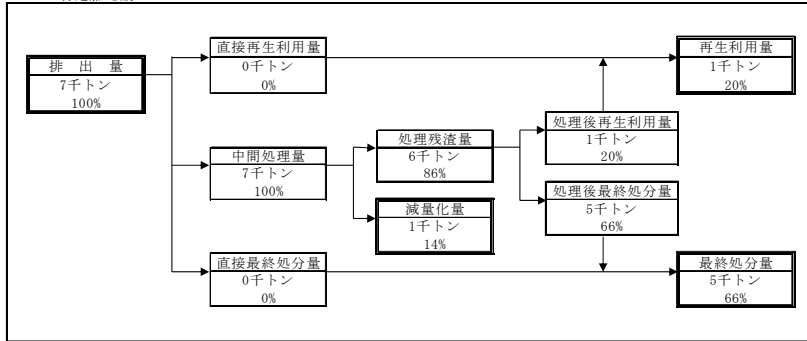 排 出 量
7千トン
100%
直接再生利用量
0千トン
0%
再生利用量
1千トン
20%
中間処理量
7千トン
100%
処理残渣量
6千トン
86%
処理後再生利用量
1千トン
20%
減量化量
1千トン
14%
処理後最終処分量
5千トン
66%
直接最終処分量
0千トン
0%
最終処分量
5千トン
66%